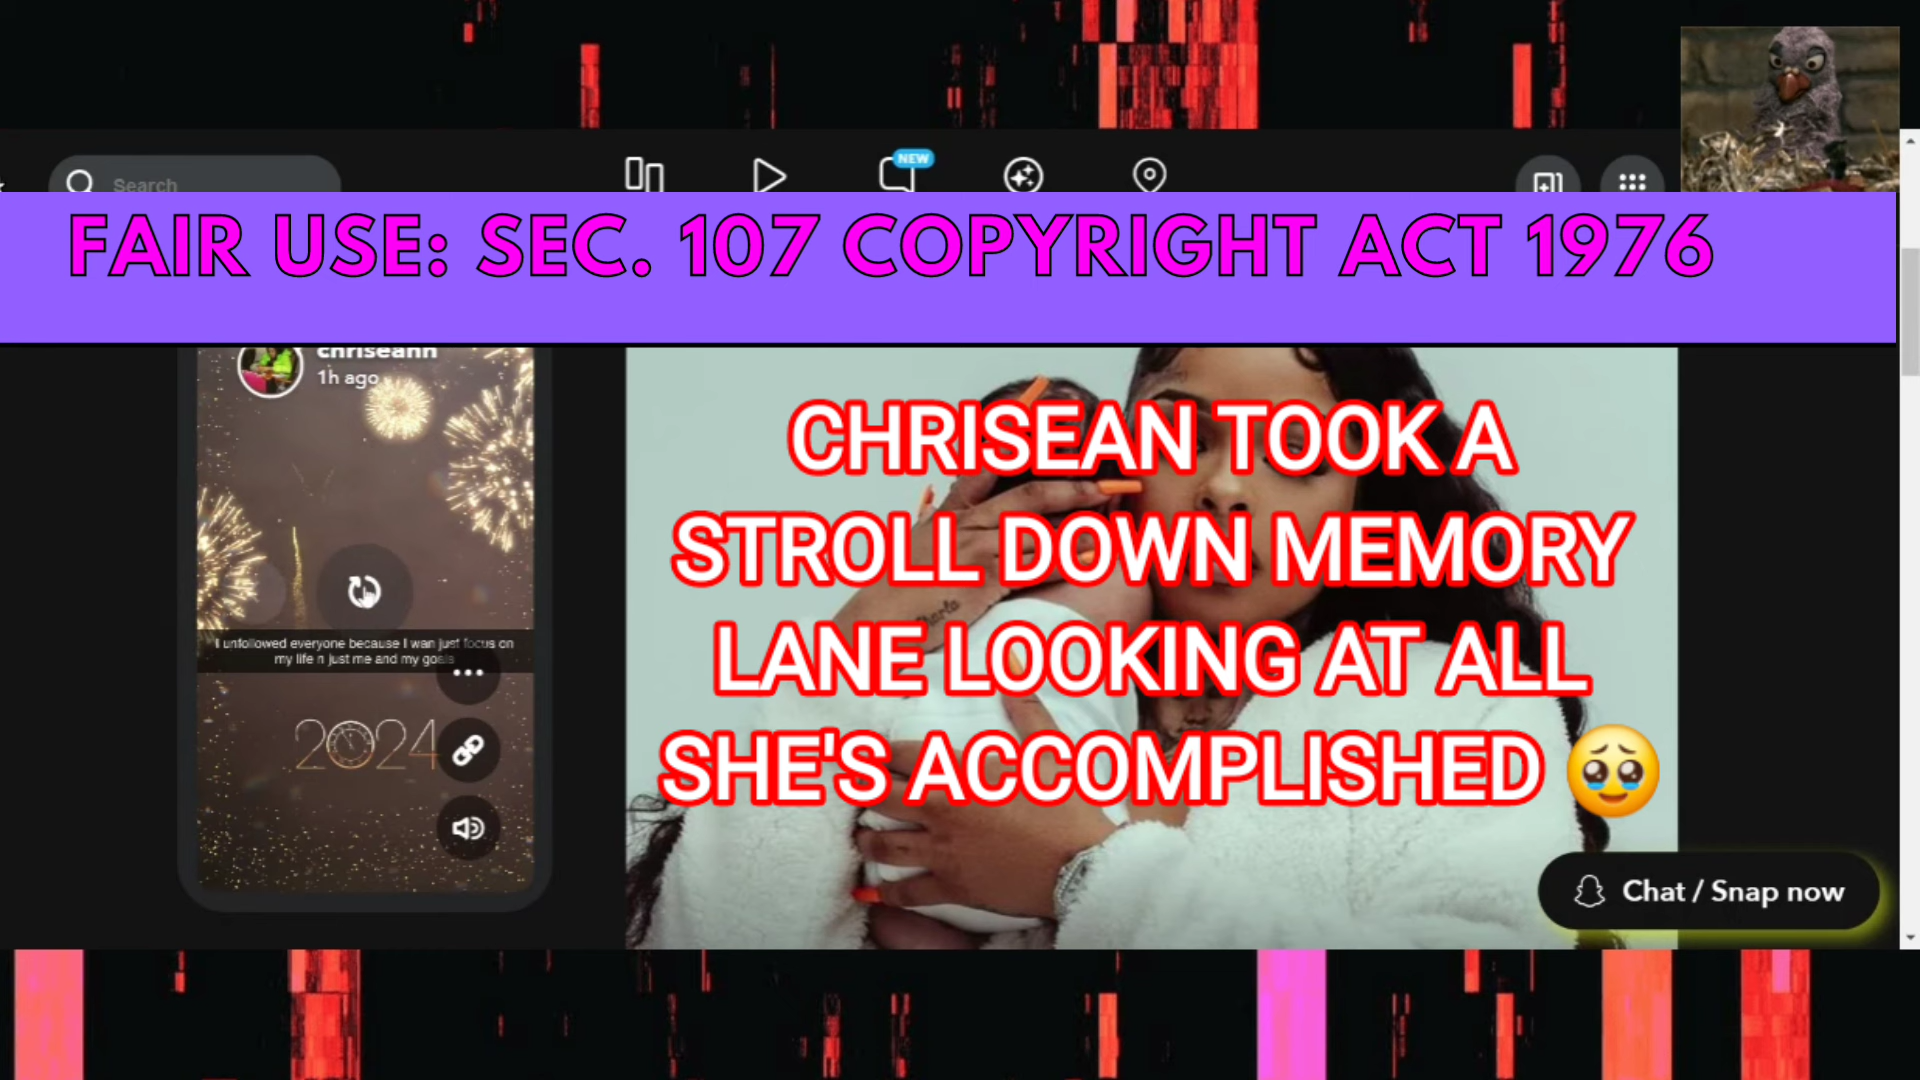 NEW
Search
FAIR USE: SEC. 107 COPYRIGHT ACT 1976
chriseann
1h ago
I unfollowed everyone because I wan just focus on
my life n just me and my goals
2024
CHRISEAN TOOK A
STROLL DOWN MEMORY
LANE LOOKING AT ALL
SHE'S ACCOMPLISHED 🥹
Chat / Snap now